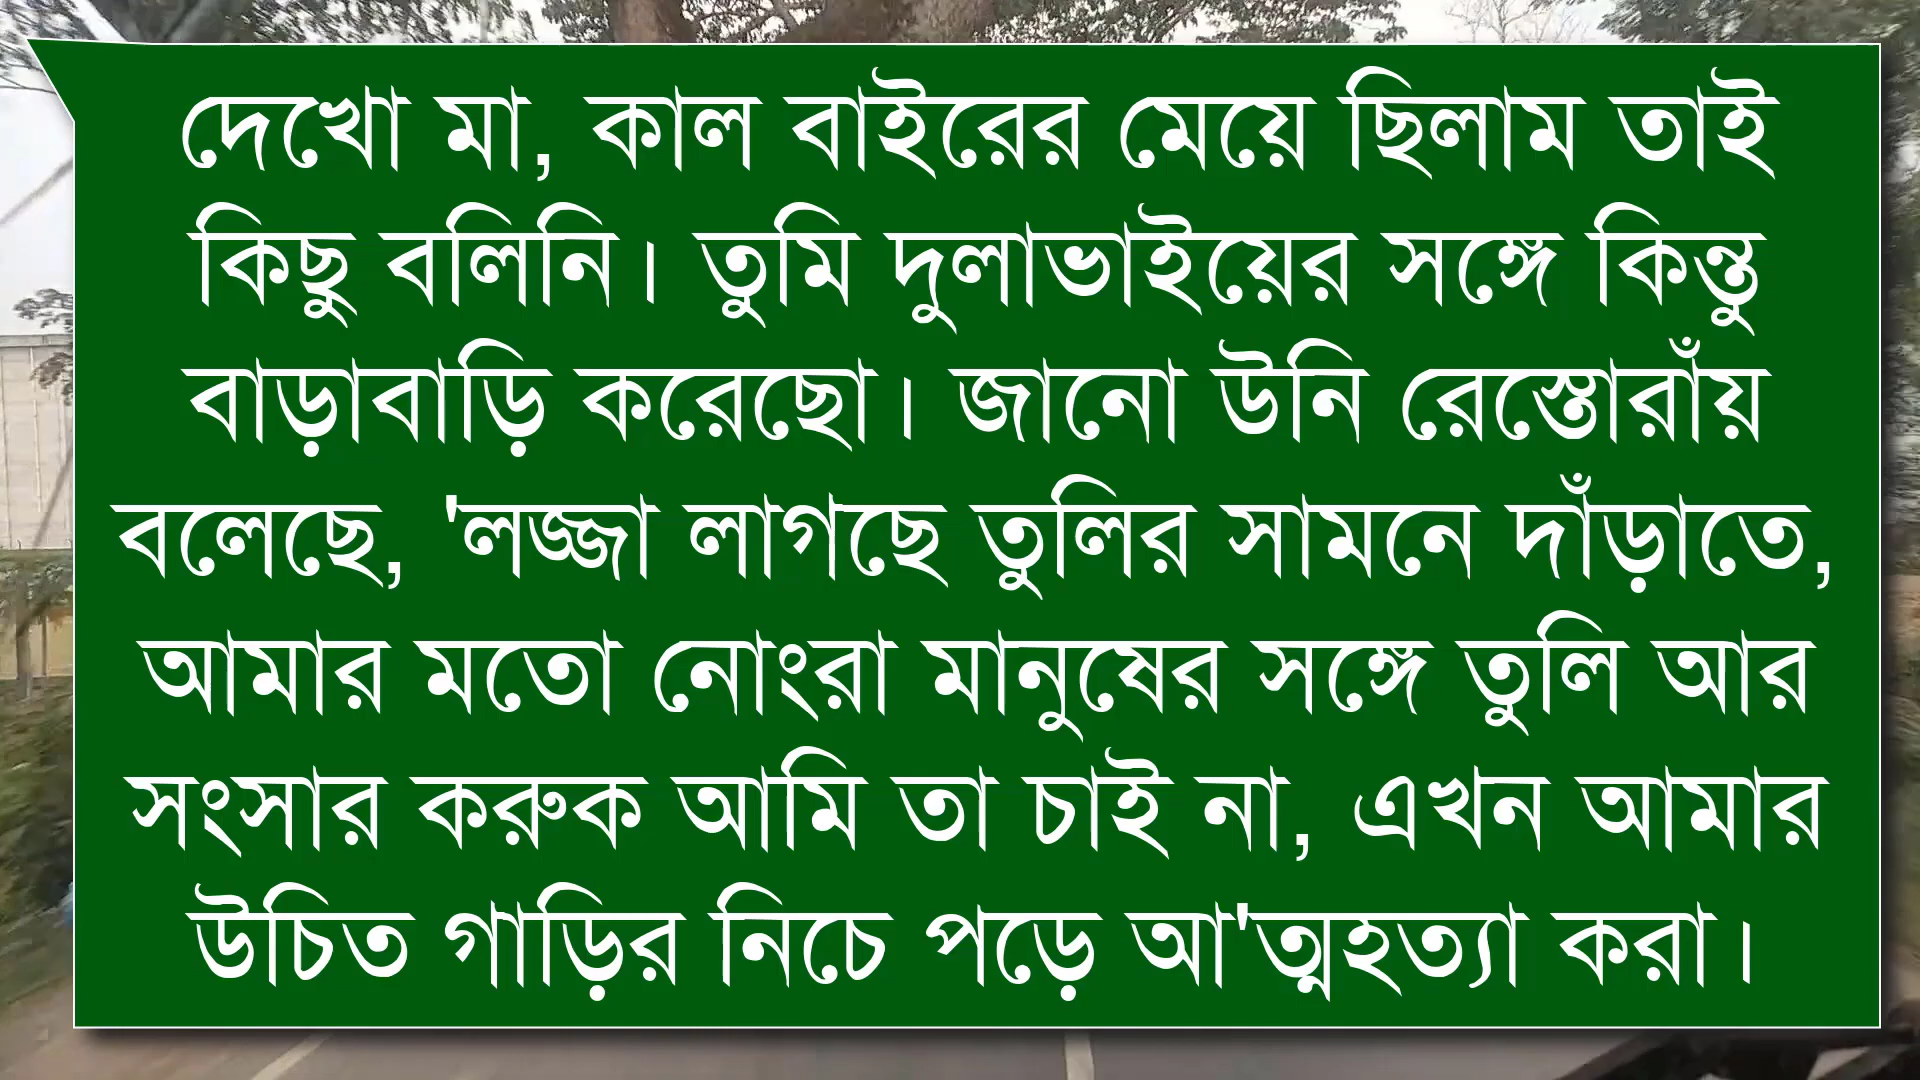 দেখো মা, কাল বাইরের মেয়ে ছিলাম তাই
কিছু বলিনি। তুমি দুলাভাইয়ের সঙ্গে কিন্তু
বাড়াবাড়ি করেছো। জানো উনি রেস্তোরাঁয়
বলেছে, 'লজ্জা লাগছে তুলির সামনে দাঁড়াতে,
আমার মতো নোংরা মানুষের সঙ্গে তুলি আর
সংসার করুক আমি তা চাই না, এখন আমার
উচিত গাড়ির নিচে পড়ে আ'ত্মহত্যা করা।